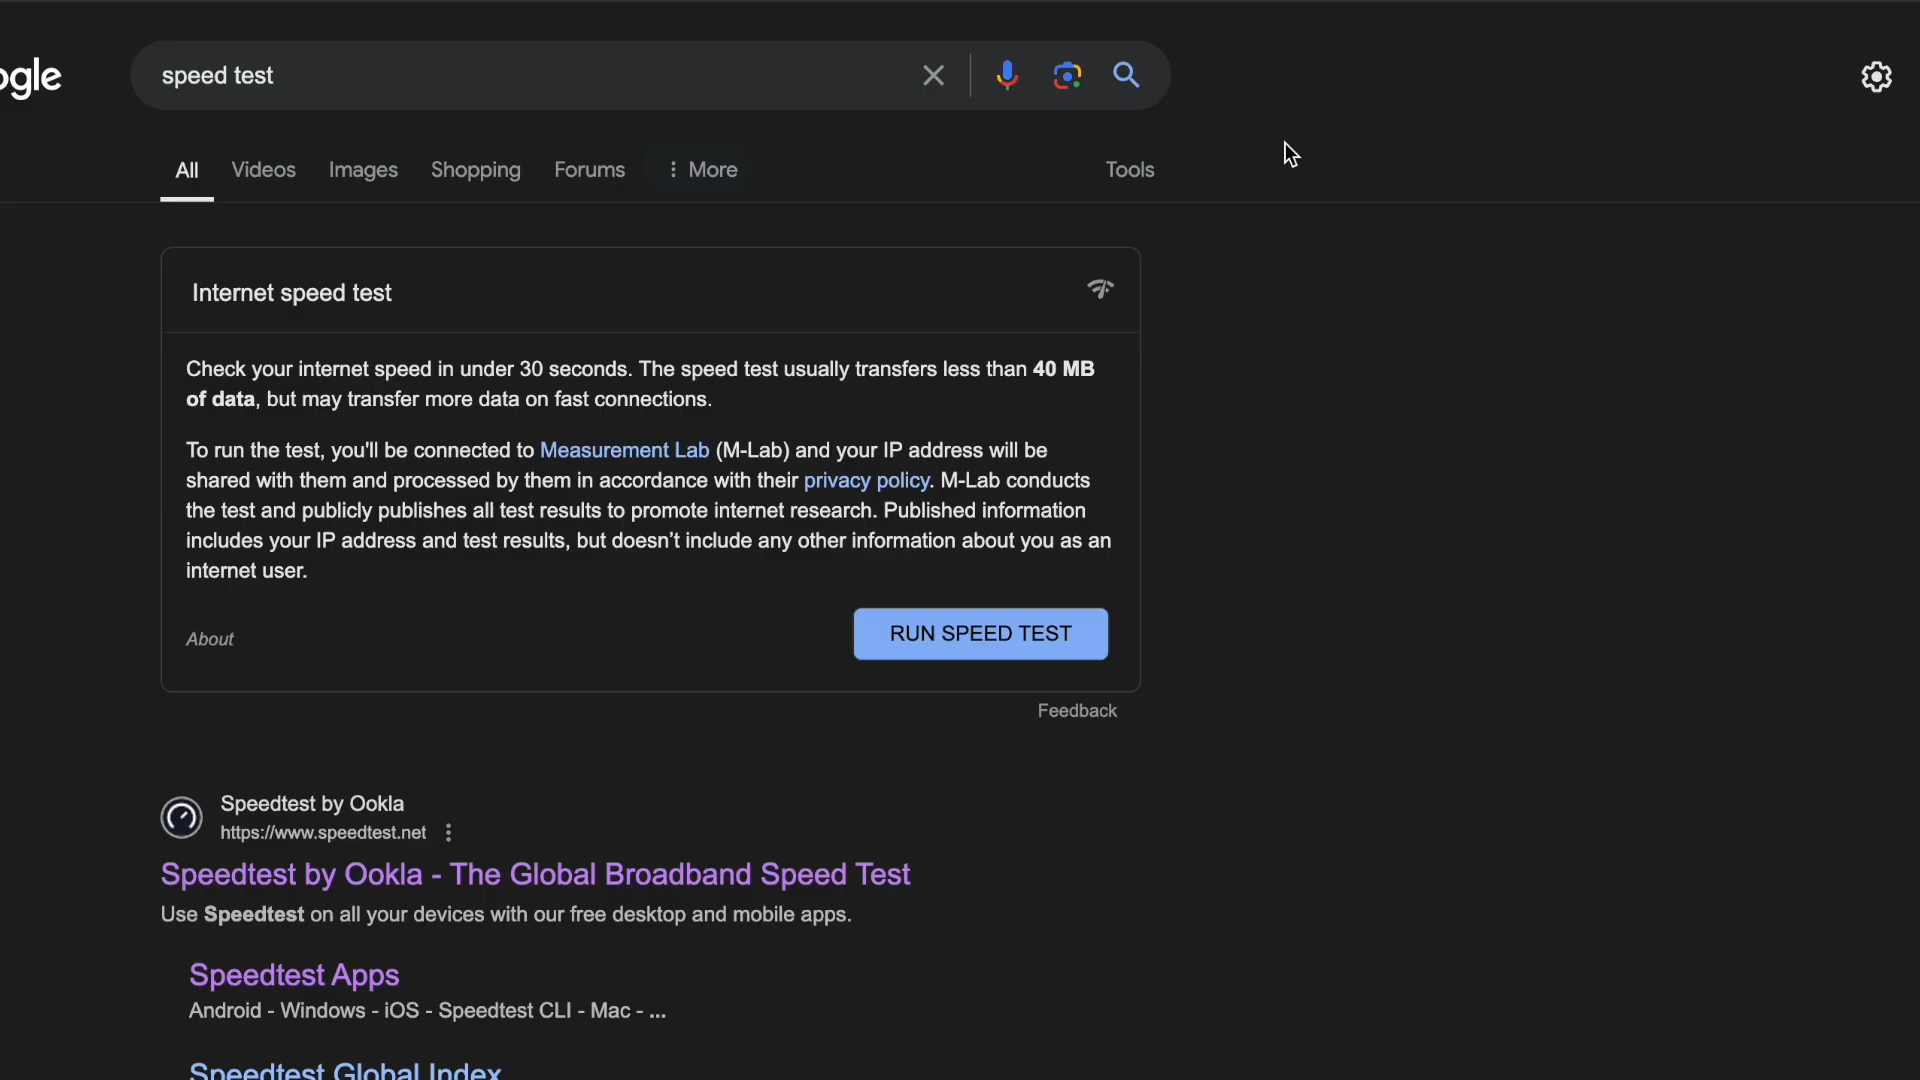 ogle
speed test
All Videos Images Shopping Forums More Tools
Internet speed test
Check your internet speed in under 30 seconds. The speed test usually transfers less than 40 MB
of data, but may transfer more data on fast connections.
To run the test, you'll be connected to Measurement Lab (M-Lab) and your IP address will be
shared with them and processed by them in accordance with their privacy policy. M-Lab conducts
the test and publicly publishes all test results to promote internet research. Published information
includes your IP address and test results, but doesn't include any other information about you as an
internet user.
About
RUN SPEED TEST
Feedback
Speedtest by Ookla
https://www.speedtest.net
Speedtest by Ookla - The Global Broadband Speed Test
Use Speedtest on all your devices with our free desktop and mobile apps.
Speedtest Apps
Android - Windows - iOS - Speedtest CLI - Mac - ...
Speedtest Global Index